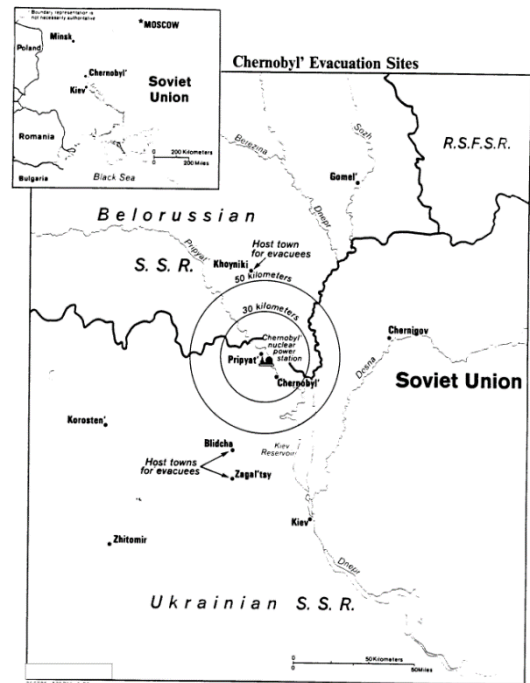 Boundary representation is
not necessarily authoritative
★MOSCOW
Minsk
Poland
Chernobyl'
Kiev
Soviet
Union
Romania
0 200 Kilometers
0 200 Miles
Black Sea
Bulgaria
Chernobyl' Evacuation Sites
Berezina
Sozh
R.S.F.S.R.
Gomel'
Dnepr
Belorussian
S. S. R.
Pripyat'
Host town
for evacuees
Khoyniki
50 kilometers
30 kilometers
Chernobyl'
nuclear
power
station
Pripyat'
Chernobyl'
Chernigov
Desna
Soviet Union
Korosten'
Blidcha
Kiev
Reservoir
Host towns
for evacuees
Zagal'tsy
Kiev
Zhitomir
Dnepr
Ukrainian S. S. R.
0 50 Kilometers
0 50 Miles